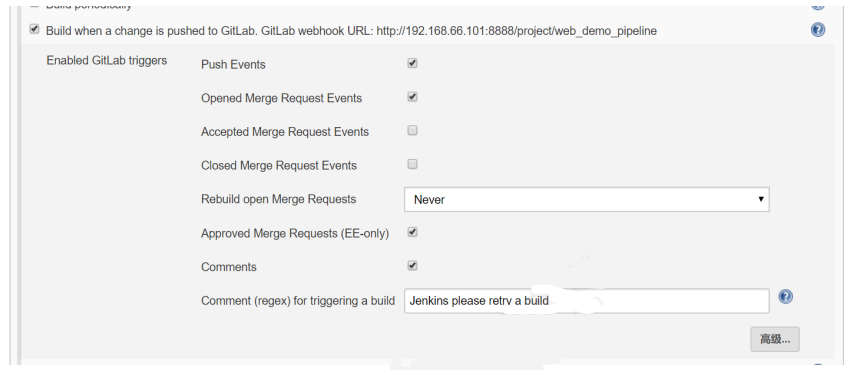 Build periodically
Build when a change is pushed to GitLab. GitLab webhook URL: http://192.168.66.101:8888/project/web_demo_pipeline
Enabled GitLab triggers
Push Events
Opened Merge Request Events
Accepted Merge Request Events
Closed Merge Request Events
Rebuild open Merge Requests Never
Approved Merge Requests (EE-only)
Comments
Comment (regex) for triggering a build Jenkins please retry a build
高级...